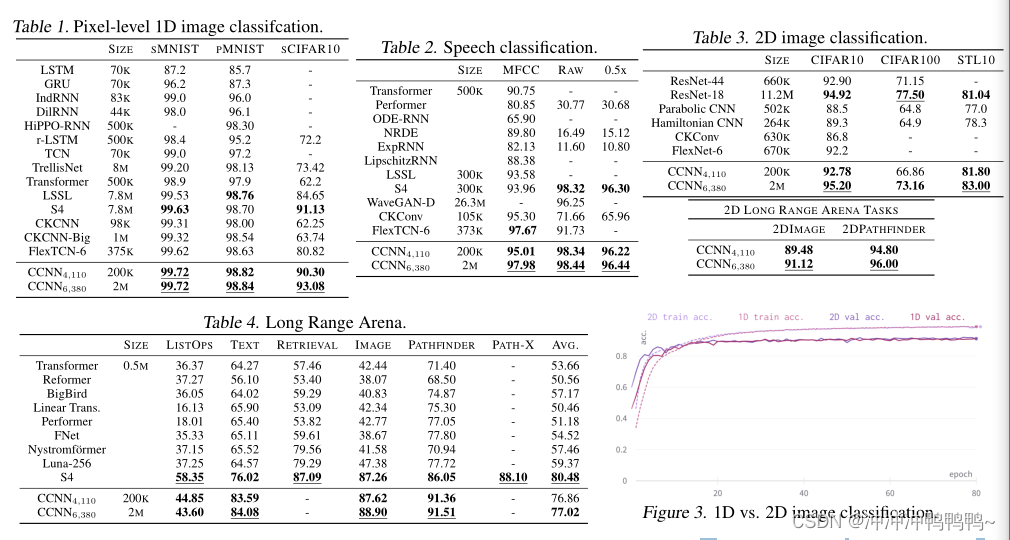 Table 1. Pixel-level 1D image classifcation.
SIZE SMNIST PMNIST SCIFAR10
LSTM 70K 87.2 85.7 -
GRU 70K 96.2 87.3 -
IndRNN 83K 99.0 96.0 -
DilRNN 44K 98.0 96.1 -
HiPPO-RNN 500K - 98.30 -
r-LSTM 500K 98.4 95.2 72.2
TCN 70K 99.0 97.2 -
TrellisNet 8M 99.20 98.13 73.42
Transformer 500K 98.9 97.9 62.2
LSSL 7.8M 99.53 98.76 84.65
S4 7.8M 99.63 98.70 91.13
CKCNN 98K 99.31 98.00 62.25
CKCNN-Big 1M 99.32 98.54 63.74
FlexTCN-6 375K 99.62 98.63 80.82
CCNN4,110 200K 99.72 98.82 90.30
CCNN6,380 2M 99.72 98.84 93.08
Table 2. Speech classification.
SIZE MFCC RAW 0.5x
Transformer 500K 90.75 - -
Performer 80.85 30.77 30.68
ODE-RNN 65.90 - -
NRDE 89.80 16.49 15.12
ExpRNN 82.13 11.60 10.80
LipschitzRNN 88.38 - -
LSSL 300K 93.58 - -
S4 300K 93.96 98.32 96.30
WaveGAN-D 26.3M - 96.25 -
CKConv 105K 95.30 71.66 65.96
FlexTCN-6 373K 97.67 91.73 -
CCNN4,110 200K 95.01 98.34 96.22
CCNN6,380 2M 97.98 98.44 96.44
Table 3. 2D image classification.
SIZE CIFAR10 CIFAR100 STL10
ResNet-44 660K 92.90 71.15 -
ResNet-18 11.2M 94.92 77.50 81.04
Parabolic CNN 502K 88.5 64.8 77.0
Hamiltonian CNN 264K 89.3 64.9 78.3
CKConv 630K 86.8 - -
FlexNet-6 670K 92.2 - -
CCNN4,110 200K 92.78 66.86 81.80
CCNN6,380 2M 95.20 73.16 83.00
2D LONG RANGE ARENA TASKS
2DIMAGE 2DPATHFINDER
CCNN4,110 89.48 94.80
CCNN6,380 91.12 96.00
Table 4. Long Range Arena.
SIZE LISTOPS TEXT RETRIEVAL IMAGE PATHFINDER PATH-X AVG.
Transformer 0.5M 36.37 64.27 57.46 42.44 71.40 - 53.66
Reformer 37.27 56.10 53.40 38.07 68.50 - 50.56
BigBird 36.05 64.02 59.29 40.83 74.87 - 57.17
Linear Trans. 16.13 65.90 53.09 42.34 75.30 - 50.46
Performer 18.01 65.40 53.82 42.77 77.05 - 51.18
FNet 35.33 65.11 59.61 38.67 77.80 - 54.52
Nystromförmer 37.15 65.52 79.56 41.58 70.94 - 57.46
Luna-256 37.25 64.57 79.29 47.38 77.72 - 59.37
S4 58.35 76.02 87.09 87.26 86.05 88.10 80.48
CCNN4,110 200K 44.85 83.59 - 87.62 91.36 - 76.86
CCNN6,380 2M 43.60 84.08 - 88.90 91.51 - 77.02
2D train acc. 1D train acc. 2D val acc. 1D val acc.
acc.
0.8
0.6
0.4
0.2
0
epoch
20 40 60 80
Figure 3. 1D vs. 2D image classification.
CSDN @冲冲冲鸭鸭鸭~